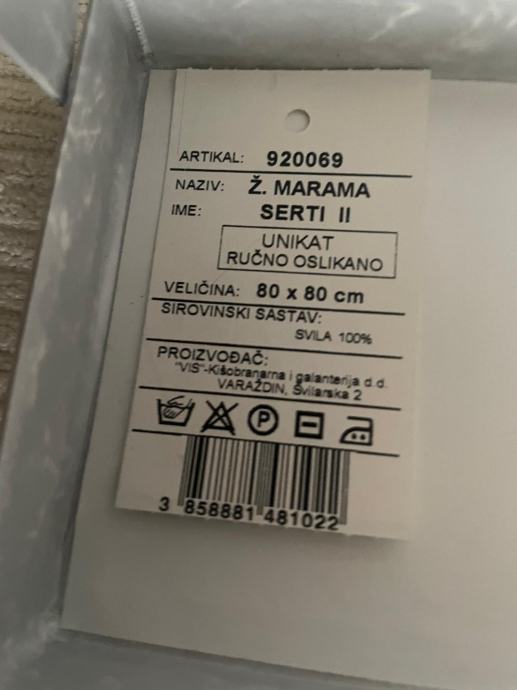 ARTIKAL: 920069
NAZIV: Ž. MARAMA
IME: SERTI II
UNIKAT
RUČNO OSLIKANO
VELIČINA: 80 x 80 cm
SIROVINSKI SASTAV:
SVILA 100%
PROIZVOĐAČ:
"VIS"-Kišobranarna i galanterija d.d.
VARAŽDIN, Svilarska 2
P
3 858881 481022